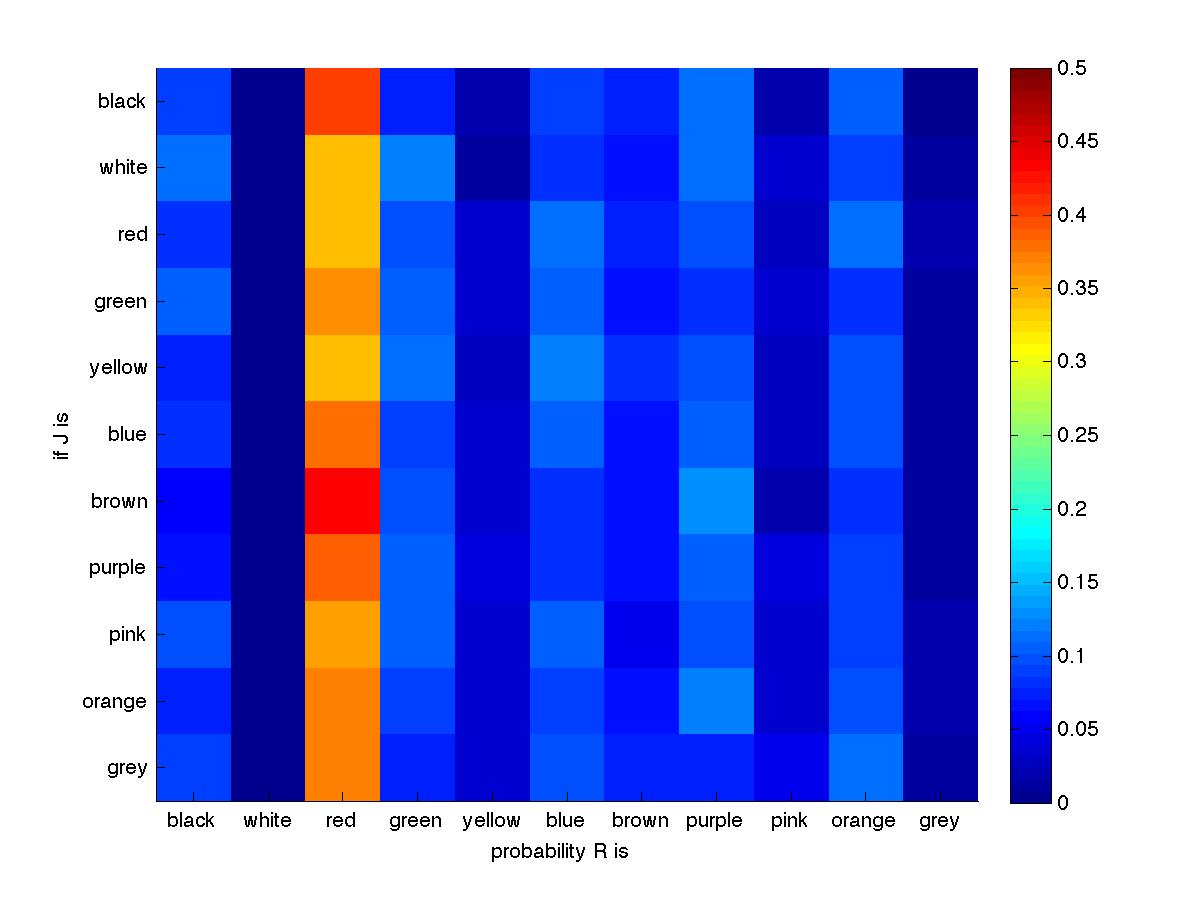 black
white
red
green
yellow
blue
brown
purple
pink
orange
grey
if J is
black white red green yellow blue brown purple pink orange grey
probability R is
0.5
0.45
0.4
0.35
0.3
0.25
0.2
0.15
0.1
0.05
0